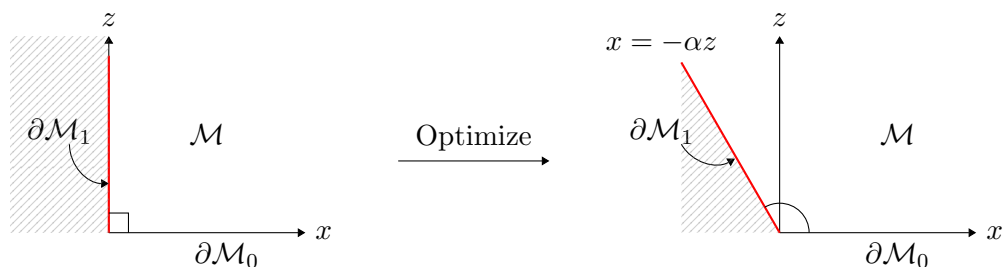 z
∂ℳ₁
ℳ
x
∂ℳ₀
Optimize
z
x = −αz
∂ℳ₁
ℳ
x
∂ℳ₀